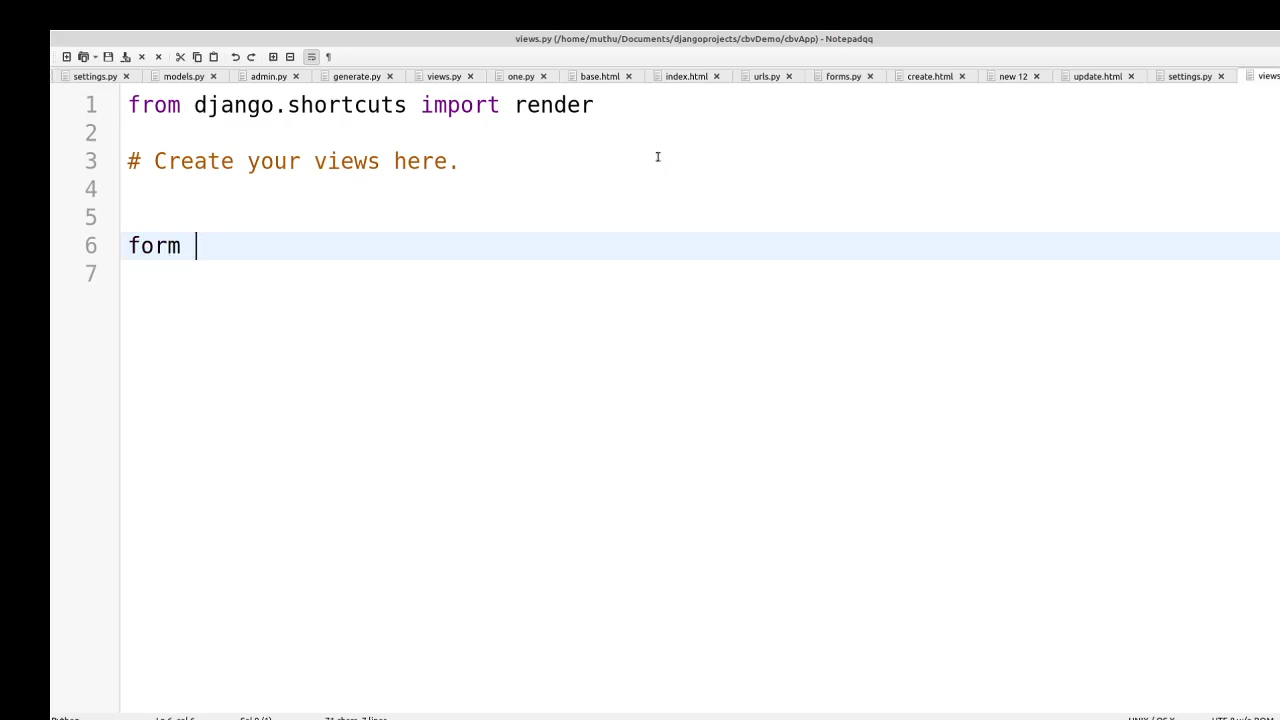 views.py (/home/muthu/Documents/djangoprojects/cbvDemo/cbvApp) - Notepadqq
settings.py models.py admin.py generate.py views.py one.py base.html index.html urls.py forms.py create.html new 12 update.html settings.py views
1 from django.shortcuts import render
2
3 # Create your views here.
4
5
6 form
7